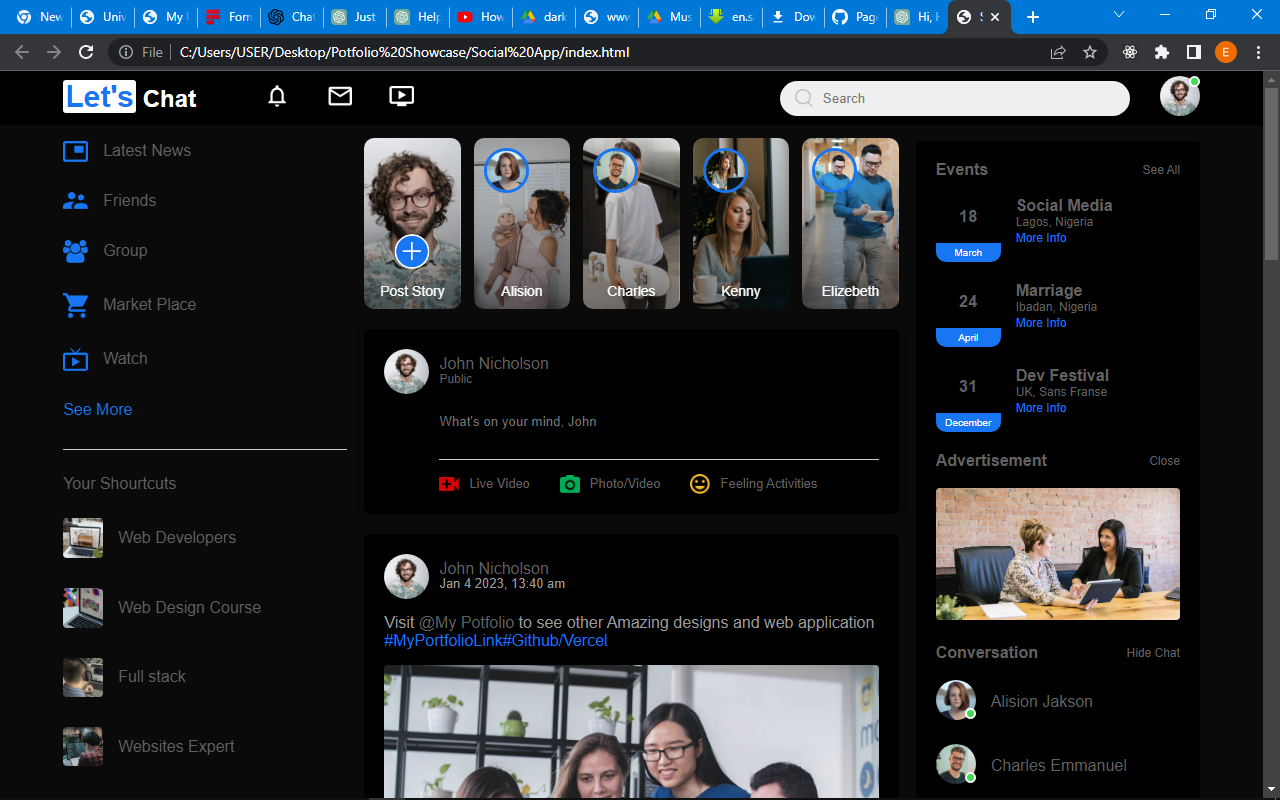 New
Univ
My P
Form
Chat
Just
Help
How
dark
www
Mus
en.s
Dow
Page
Hi, H
S
File
C:/Users/USER/Desktop/Potfolio%20Showcase/Social%20App/index.html
E
Let's Chat
Search
Latest News
Friends
Group
Market Place
Watch
See More
Your Shourtcuts
Web Developers
Web Design Course
Full stack
Websites Expert
Post Story
Alision
Charles
Kenny
Elizebeth
John Nicholson
Public
What's on your mind, John
Live Video
Photo/Video
Feeling Activities
John Nicholson
Jan 4 2023, 13:40 am
Visit @My Potfolio to see other Amazing designs and web application
#MyPortfolioLink#Github/Vercel
Events
See All
18
March
Social Media
Lagos, Nigeria
More Info
24
April
Marriage
Ibadan, Nigeria
More Info
31
December
Dev Festival
UK, Sans Franse
More Info
Advertisement
Close
Conversation
Hide Chat
Alision Jakson
Charles Emmanuel